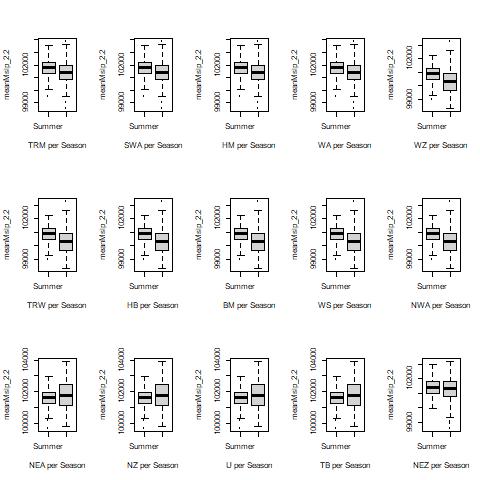 meanMslp_2.2 99000 102000 meanMslp_2.2 99000 102000 meanMslp_2.2 99000 102000 meanMslp_2.2 99000 102000 meanMslp_2.2 99000 102000
Summer Summer Summer Summer Summer
TRM per Season SWA per Season HM per Season WA per Season WZ per Season
meanMslp_2.2 99000 102000 meanMslp_2.2 99000 102000 meanMslp_2.2 99000 102000 meanMslp_2.2 99000 102000 meanMslp_2.2 99000 102000
Summer Summer Summer Summer Summer
TRW per Season HB per Season BM per Season WS per Season NWA per Season
meanMslp_2.2 100000 102000 104000 meanMslp_2.2 100000 102000 104000 meanMslp_2.2 100000 102000 104000 meanMslp_2.2 100000 102000 104000 meanMslp_2.2 99000 102000
Summer Summer Summer Summer Summer
NEA per Season NZ per Season U per Season TB per Season NEZ per Season